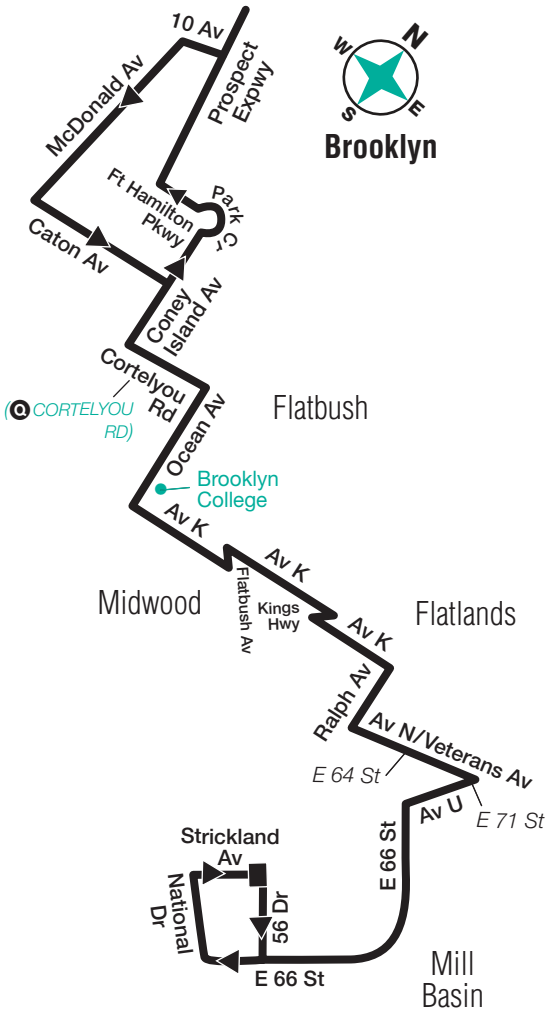 10 Av
Prospect
Expwy
McDonald Av
N
W
E
S
Brooklyn
Ft Hamilton
Pkwy
Park Cr
Caton Av
Coney
Island Av
Cortelyou
Rd
(Q CORTELYOU
RD)
Ocean Av
Flatbush
Brooklyn
College
Av K
Flatbush Av
Av K
Midwood
Kings
Hwy
Flatlands
Av K
Ralph Av
Av N/Veterans Av
E 64 St
Av U
E 71 St
E 66 St
Strickland
Av
National
Dr
56 Dr
E 66 St
Mill
Basin